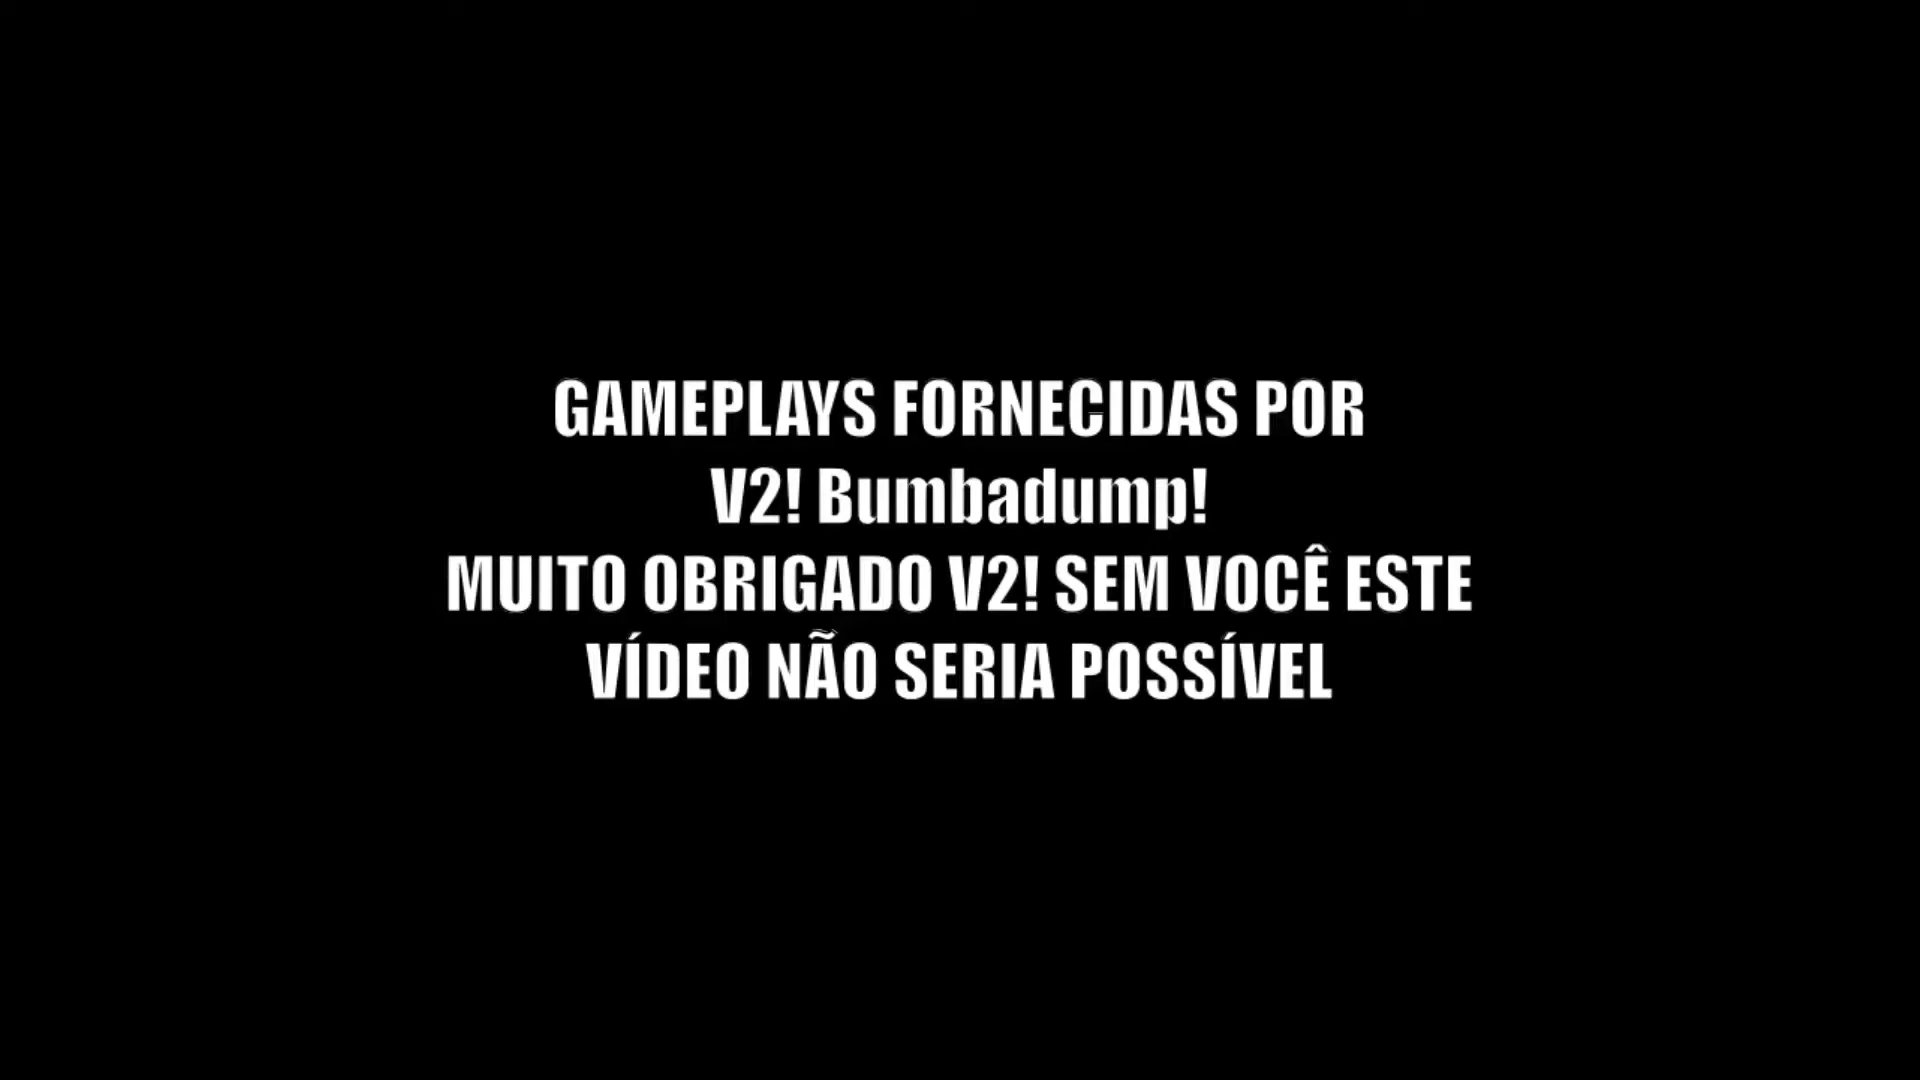 GAMEPLAYS FORNECIDAS POR
V2! Bumbadump!
MUITO OBRIGADO V2! SEM VOCÊ ESTE
VÍDEO NÃO SERIA POSSÍVEL